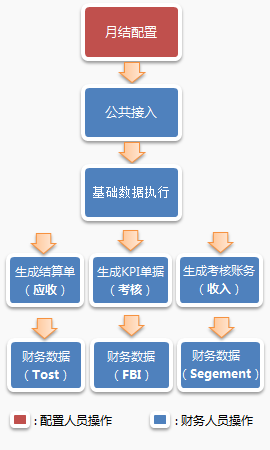 月结配置
公共接入
基础数据执行
生成结算单
（应收）
生成KPI单据
（考核）
生成考核账务
（收入）
财务数据
（Tost）
财务数据
（FBI）
财务数据
（Segement）
：配置人员操作
：财务人员操作